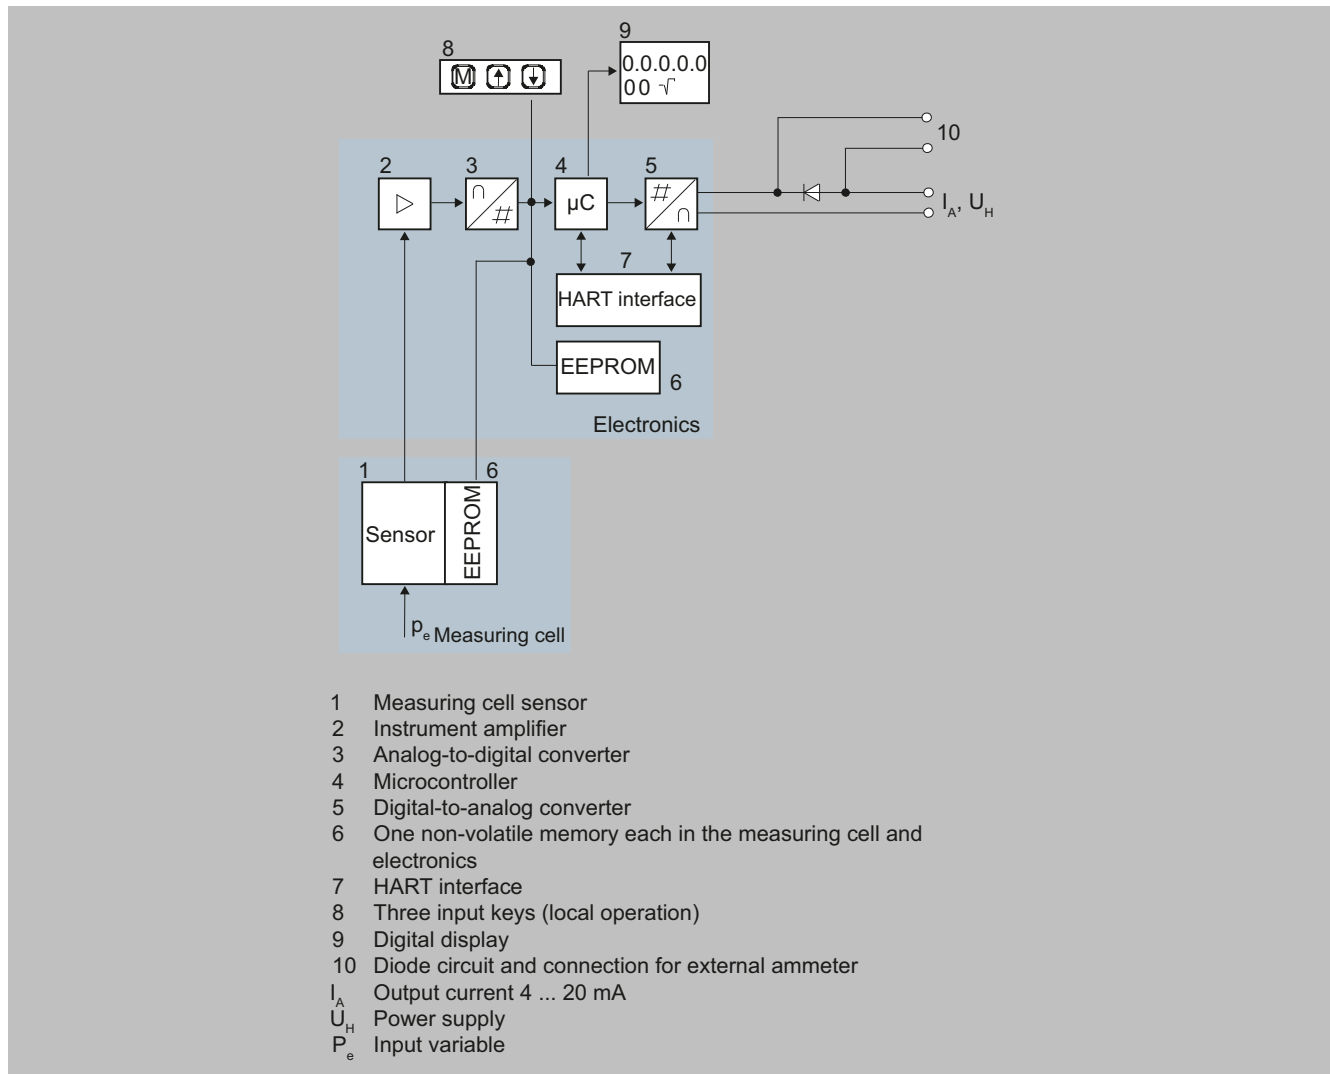 9
8
0.0.0.0.0
00 √
M ↑ ↓
10
2 3 4 5
▷ ∩ # µC # ∩
I_A, U_H
7
HART interface
EEPROM
6
Electronics
1 6
Sensor EEPROM
p_e Measuring cell
1 Measuring cell sensor
2 Instrument amplifier
3 Analog-to-digital converter
4 Microcontroller
5 Digital-to-analog converter
6 One non-volatile memory each in the measuring cell and
electronics
7 HART interface
8 Three input keys (local operation)
9 Digital display
10 Diode circuit and connection for external ammeter
I_A Output current 4 ... 20 mA
U_H Power supply
P_e Input variable